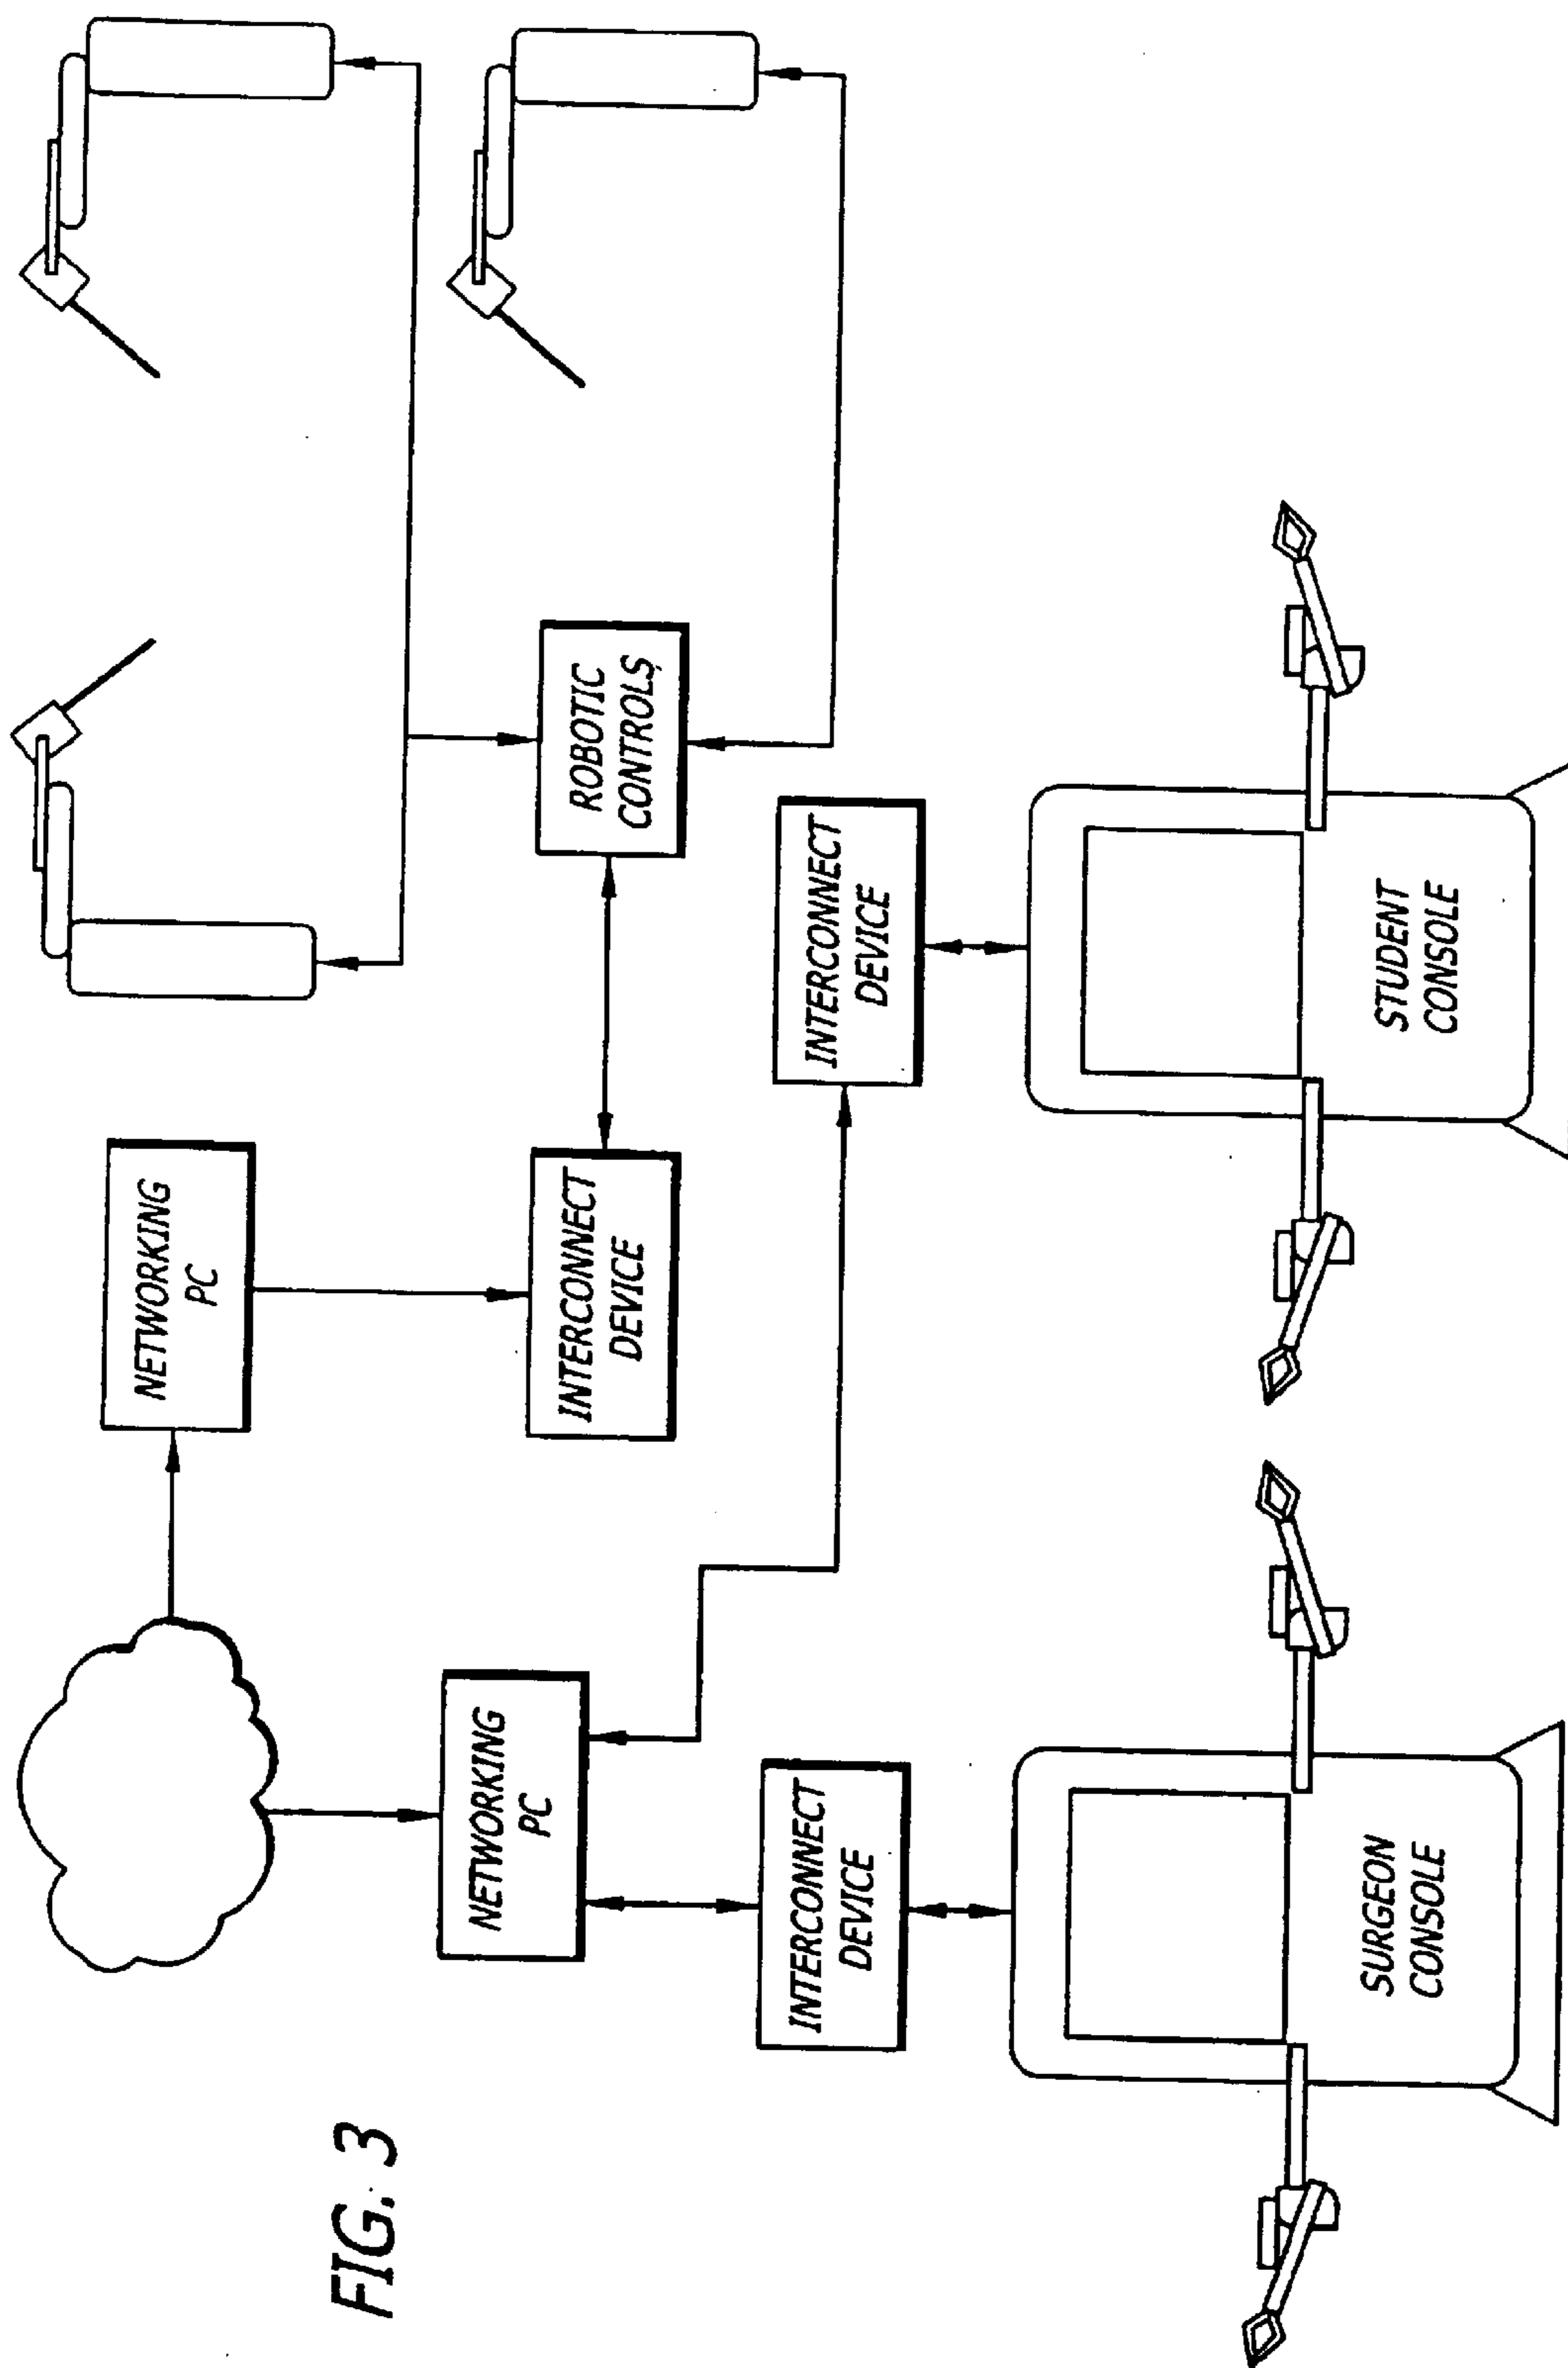 FIG. 3
NETWORKING
PC
NETWORKING
PC
INTERCONNECT
DEVICE
ROBOTIC
CONTROLS
INTERCONNECT
DEVICE
INTERCONNECT
DEVICE
SURGEON
CONSOLE
STUDENT
CONSOLE